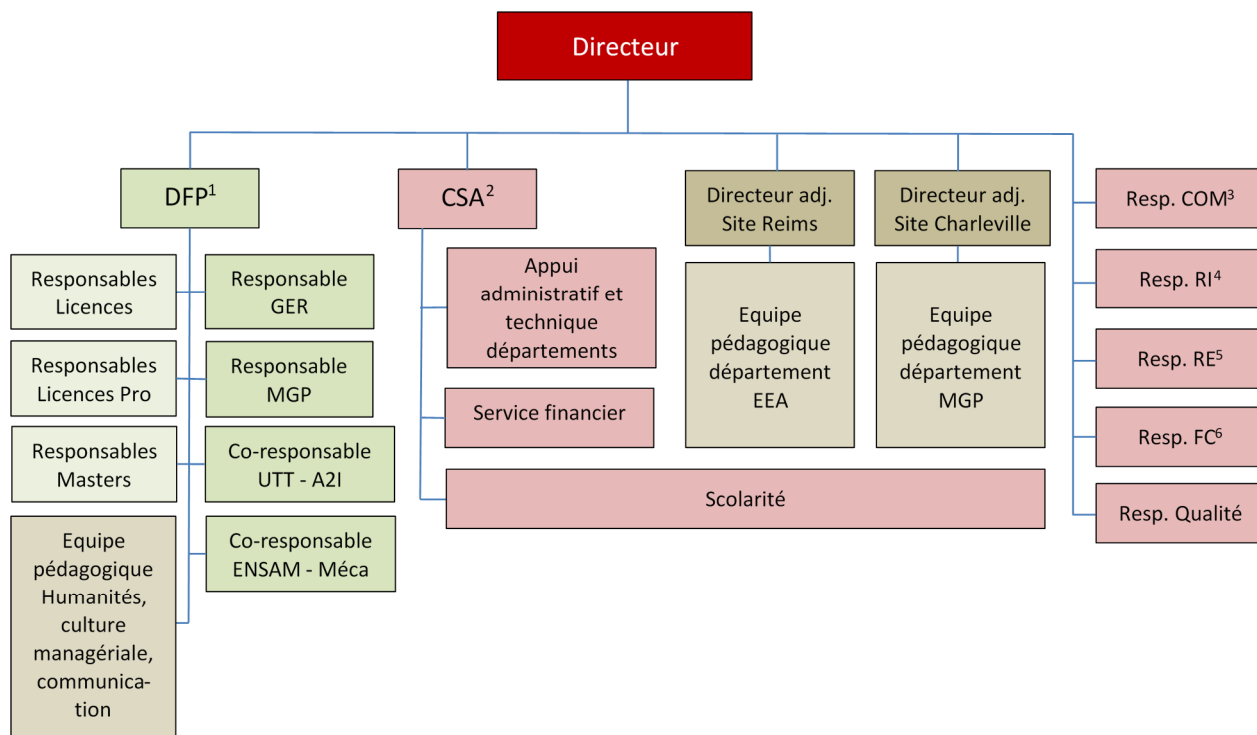 Directeur
DFP¹
CSA²
Directeur adj.
Site Reims
Directeur adj.
Site Charleville
Resp. COM³
Resp. RI⁴
Resp. RE⁵
Resp. FC⁶
Resp. Qualité
Responsables
Licences
Responsable
GER
Responsables
Licences Pro
Responsable
MGP
Responsables
Masters
Co-responsable
UTT - A2I
Equipe
pédagogique
Humanités,
culture
managériale,
communica-
tion
Co-responsable
ENSAM - Méca
Appui
administratif et
technique
départements
Service financier
Scolarité
Equipe
pédagogique
département
EEA
Equipe
pédagogique
département
MGP